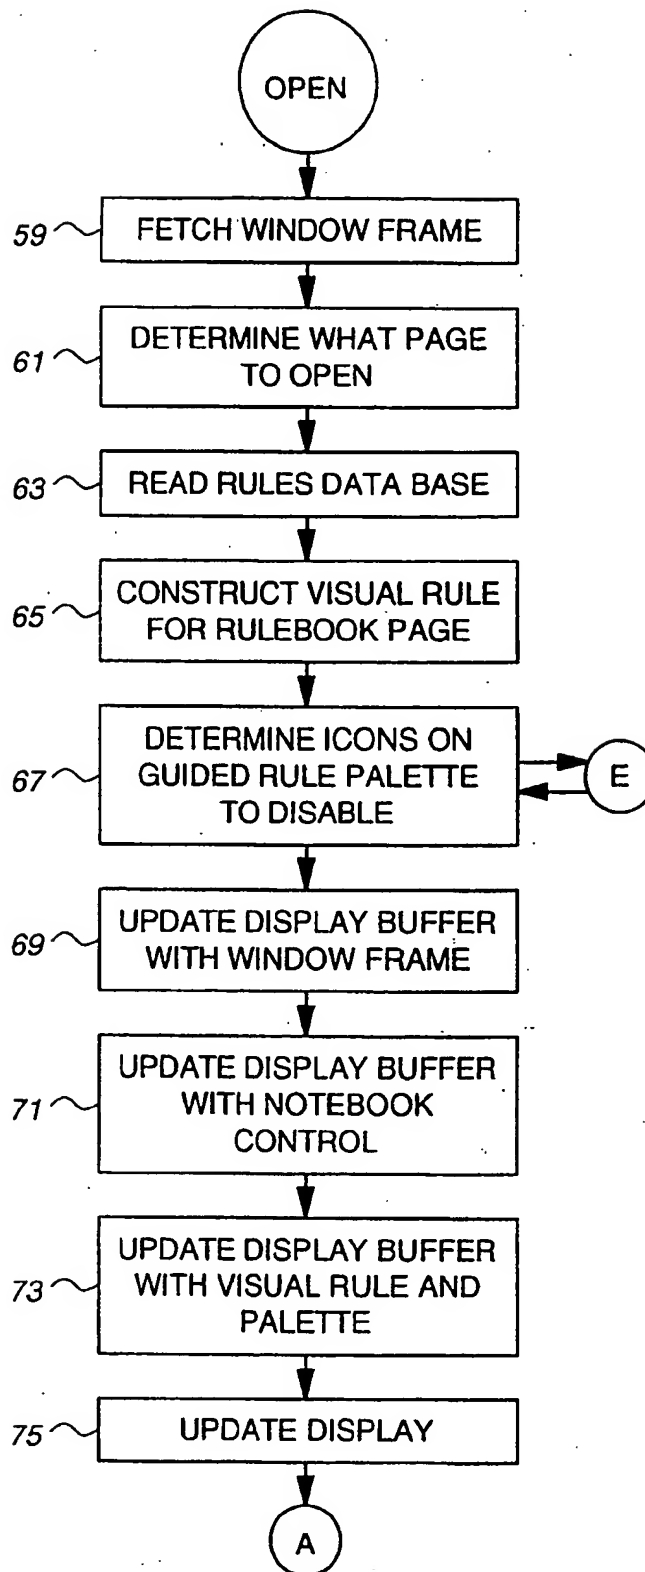 OPEN
59
FETCH WINDOW FRAME
61
DETERMINE WHAT PAGE
TO OPEN
63
READ RULES DATA BASE
65
CONSTRUCT VISUAL RULE
FOR RULEBOOK PAGE
67
DETERMINE ICONS ON
GUIDED RULE PALETTE
TO DISABLE
E
69
UPDATE DISPLAY BUFFER
WITH WINDOW FRAME
71
UPDATE DISPLAY BUFFER
WITH NOTEBOOK
CONTROL
73
UPDATE DISPLAY BUFFER
WITH VISUAL RULE AND
PALETTE
75
UPDATE DISPLAY
A